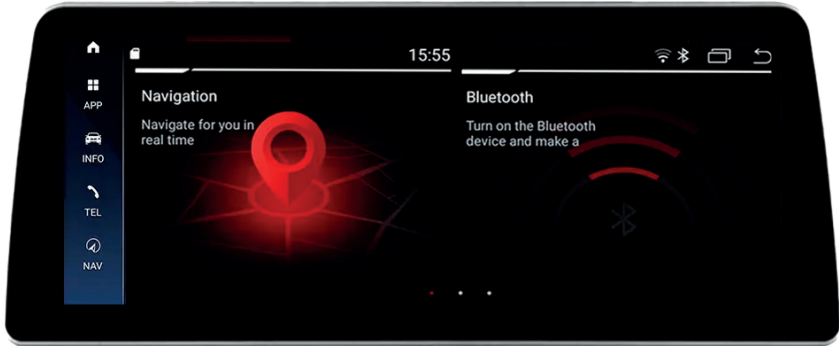 15:55
APP
INFO
TEL
NAV
Navigation
Navigate for you in
real time
Bluetooth
Turn on the Bluetooth
device and make a